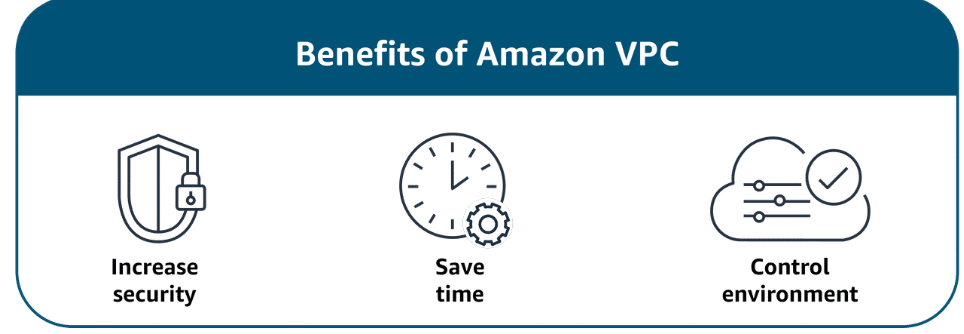 Benefits of Amazon VPC
Increase
security
Save
time
Control
environment